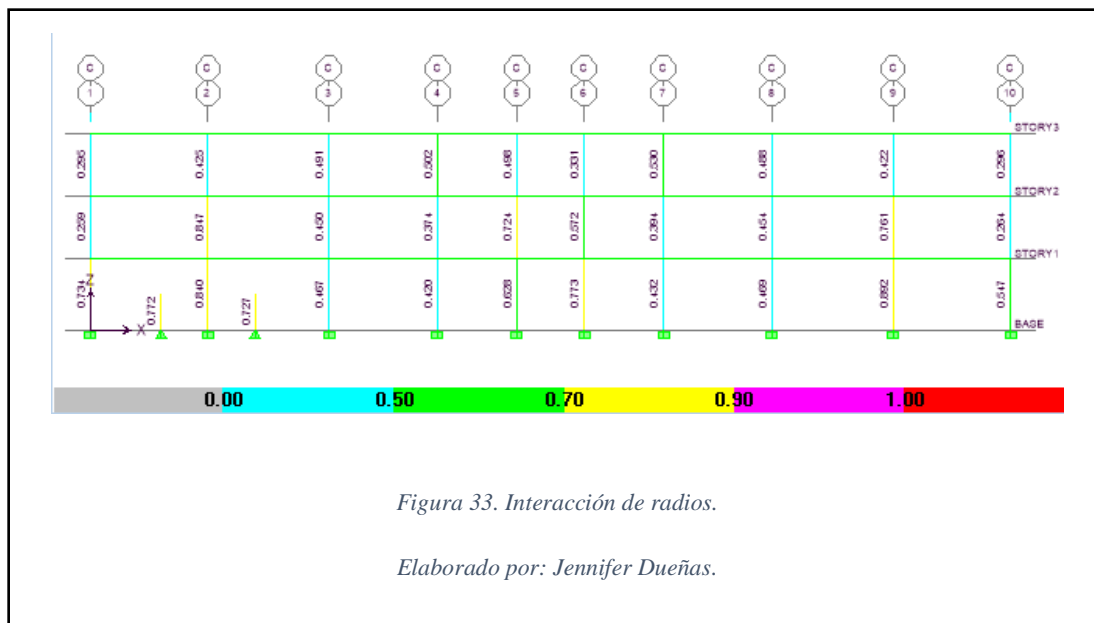 C C C C C C C C C C
1 2 3 4 5 6 7 8 9 10
STORY3
0.295 0.425 0.491 0.502 0.498 0.331 0.530 0.488 0.422 0.296
STORY2
0.259 0.847 0.450 0.374 0.724 0.572 0.394 0.454 0.761 0.264
STORY1
0.734 Z 0.772 0.840 0.727 0.467 0.420 0.628 0.773 0.432 0.469 0.892 0.547
X
BASE
0.00 0.50 0.70 0.90 1.00
Figura 33. Interacción de radios.
Elaborado por: Jennifer Dueñas.